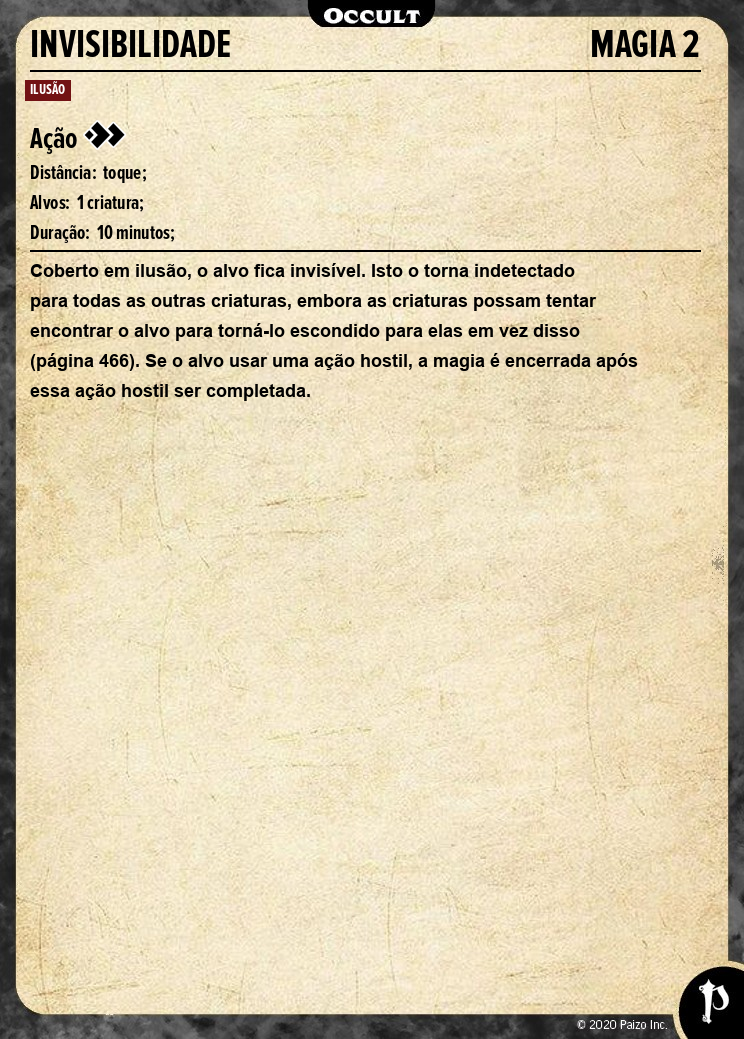 OCCULT
INVISIBILIDADE MAGIA 2
ILUSÃO
Ação
Distância: toque;
Alvos: 1 criatura;
Duração: 10 minutos;
Coberto em ilusão, o alvo fica invisível. Isto o torna indetectado
para todas as outras criaturas, embora as criaturas possam tentar
encontrar o alvo para torná-lo escondido para elas em vez disso
(página 466). Se o alvo usar uma ação hostil, a magia é encerrada após
essa ação hostil ser completada.
© 2020 Paizo Inc.
P